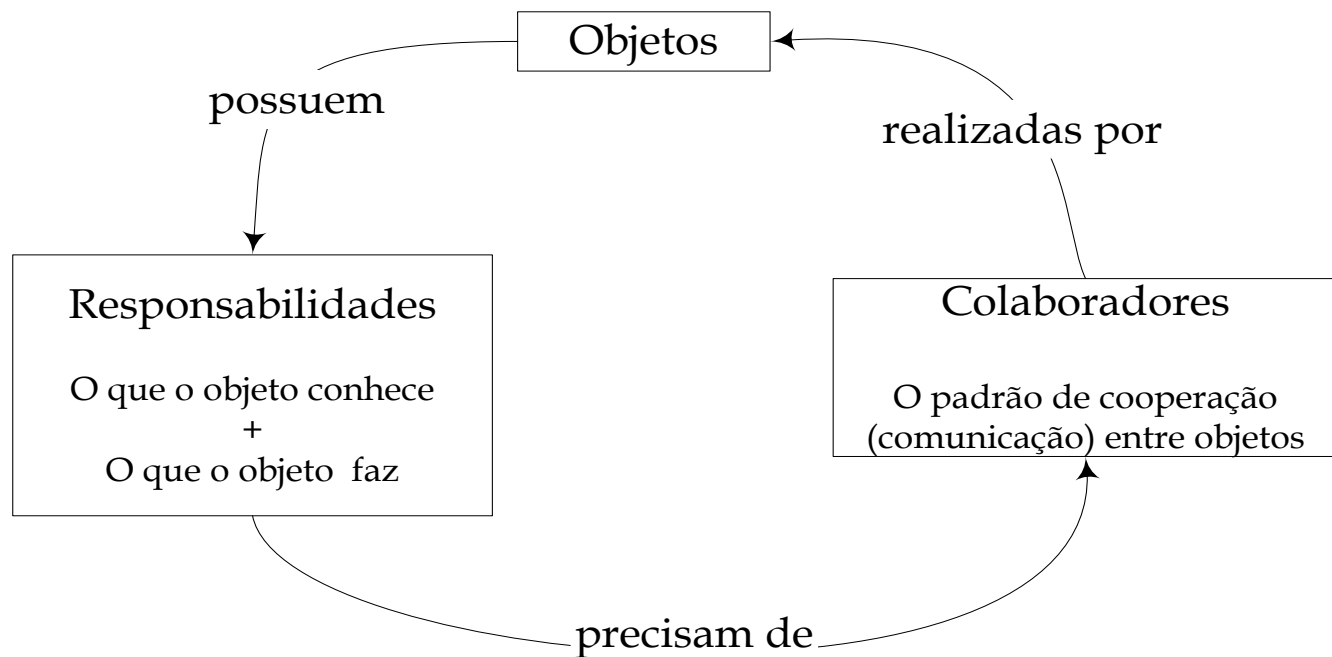 Objetos
possuem
realizadas por
Responsabilidades
O que o objeto conhece
+
O que o objeto faz
Colaboradores
O padrão de cooperação
(comunicação) entre objetos
precisam de